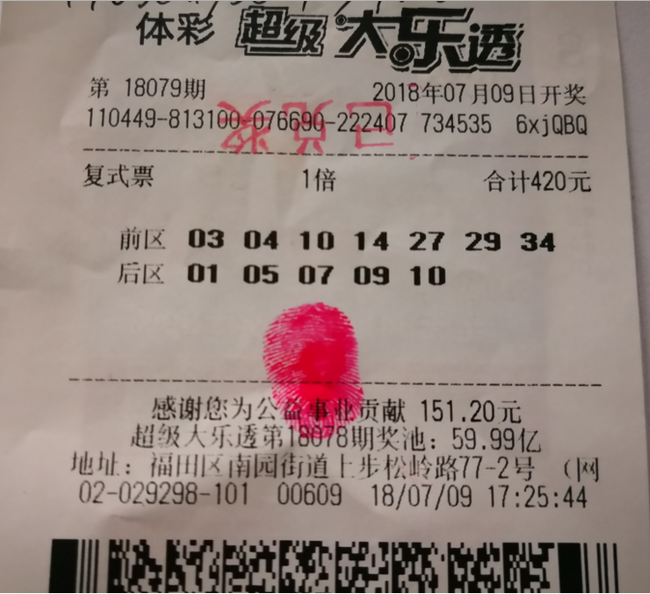 体彩 超级大乐透
第 18079期 2018年07月09日开奖
110449-813100-076690-222407 734535 6xjQBQ
已兑奖
复式票 1倍 合计420元
前区 03 04 10 14 27 29 34
后区 01 05 07 09 10
感谢您为公益事业贡献 151.20元
超级大乐透第18078期奖池：59.99亿
地址：福田区南园街道上步松岭路77-2号 （网
02-029298-101 00609 18/07/09 17:25:44